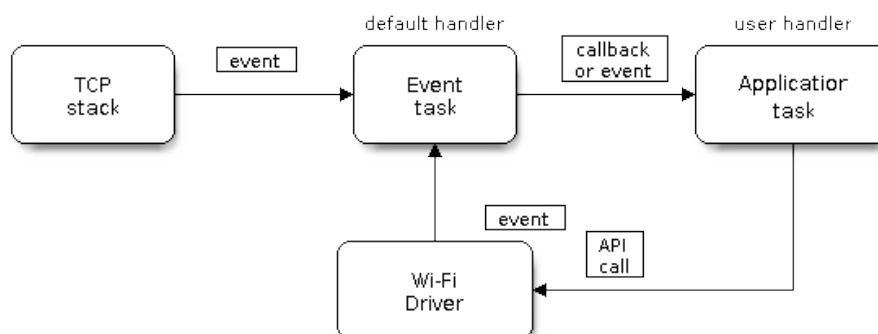 default handler
user handler
TCP
stack
event
Event
task
callback
or event
Application
task
event
API
call
Wi-Fi
Driver